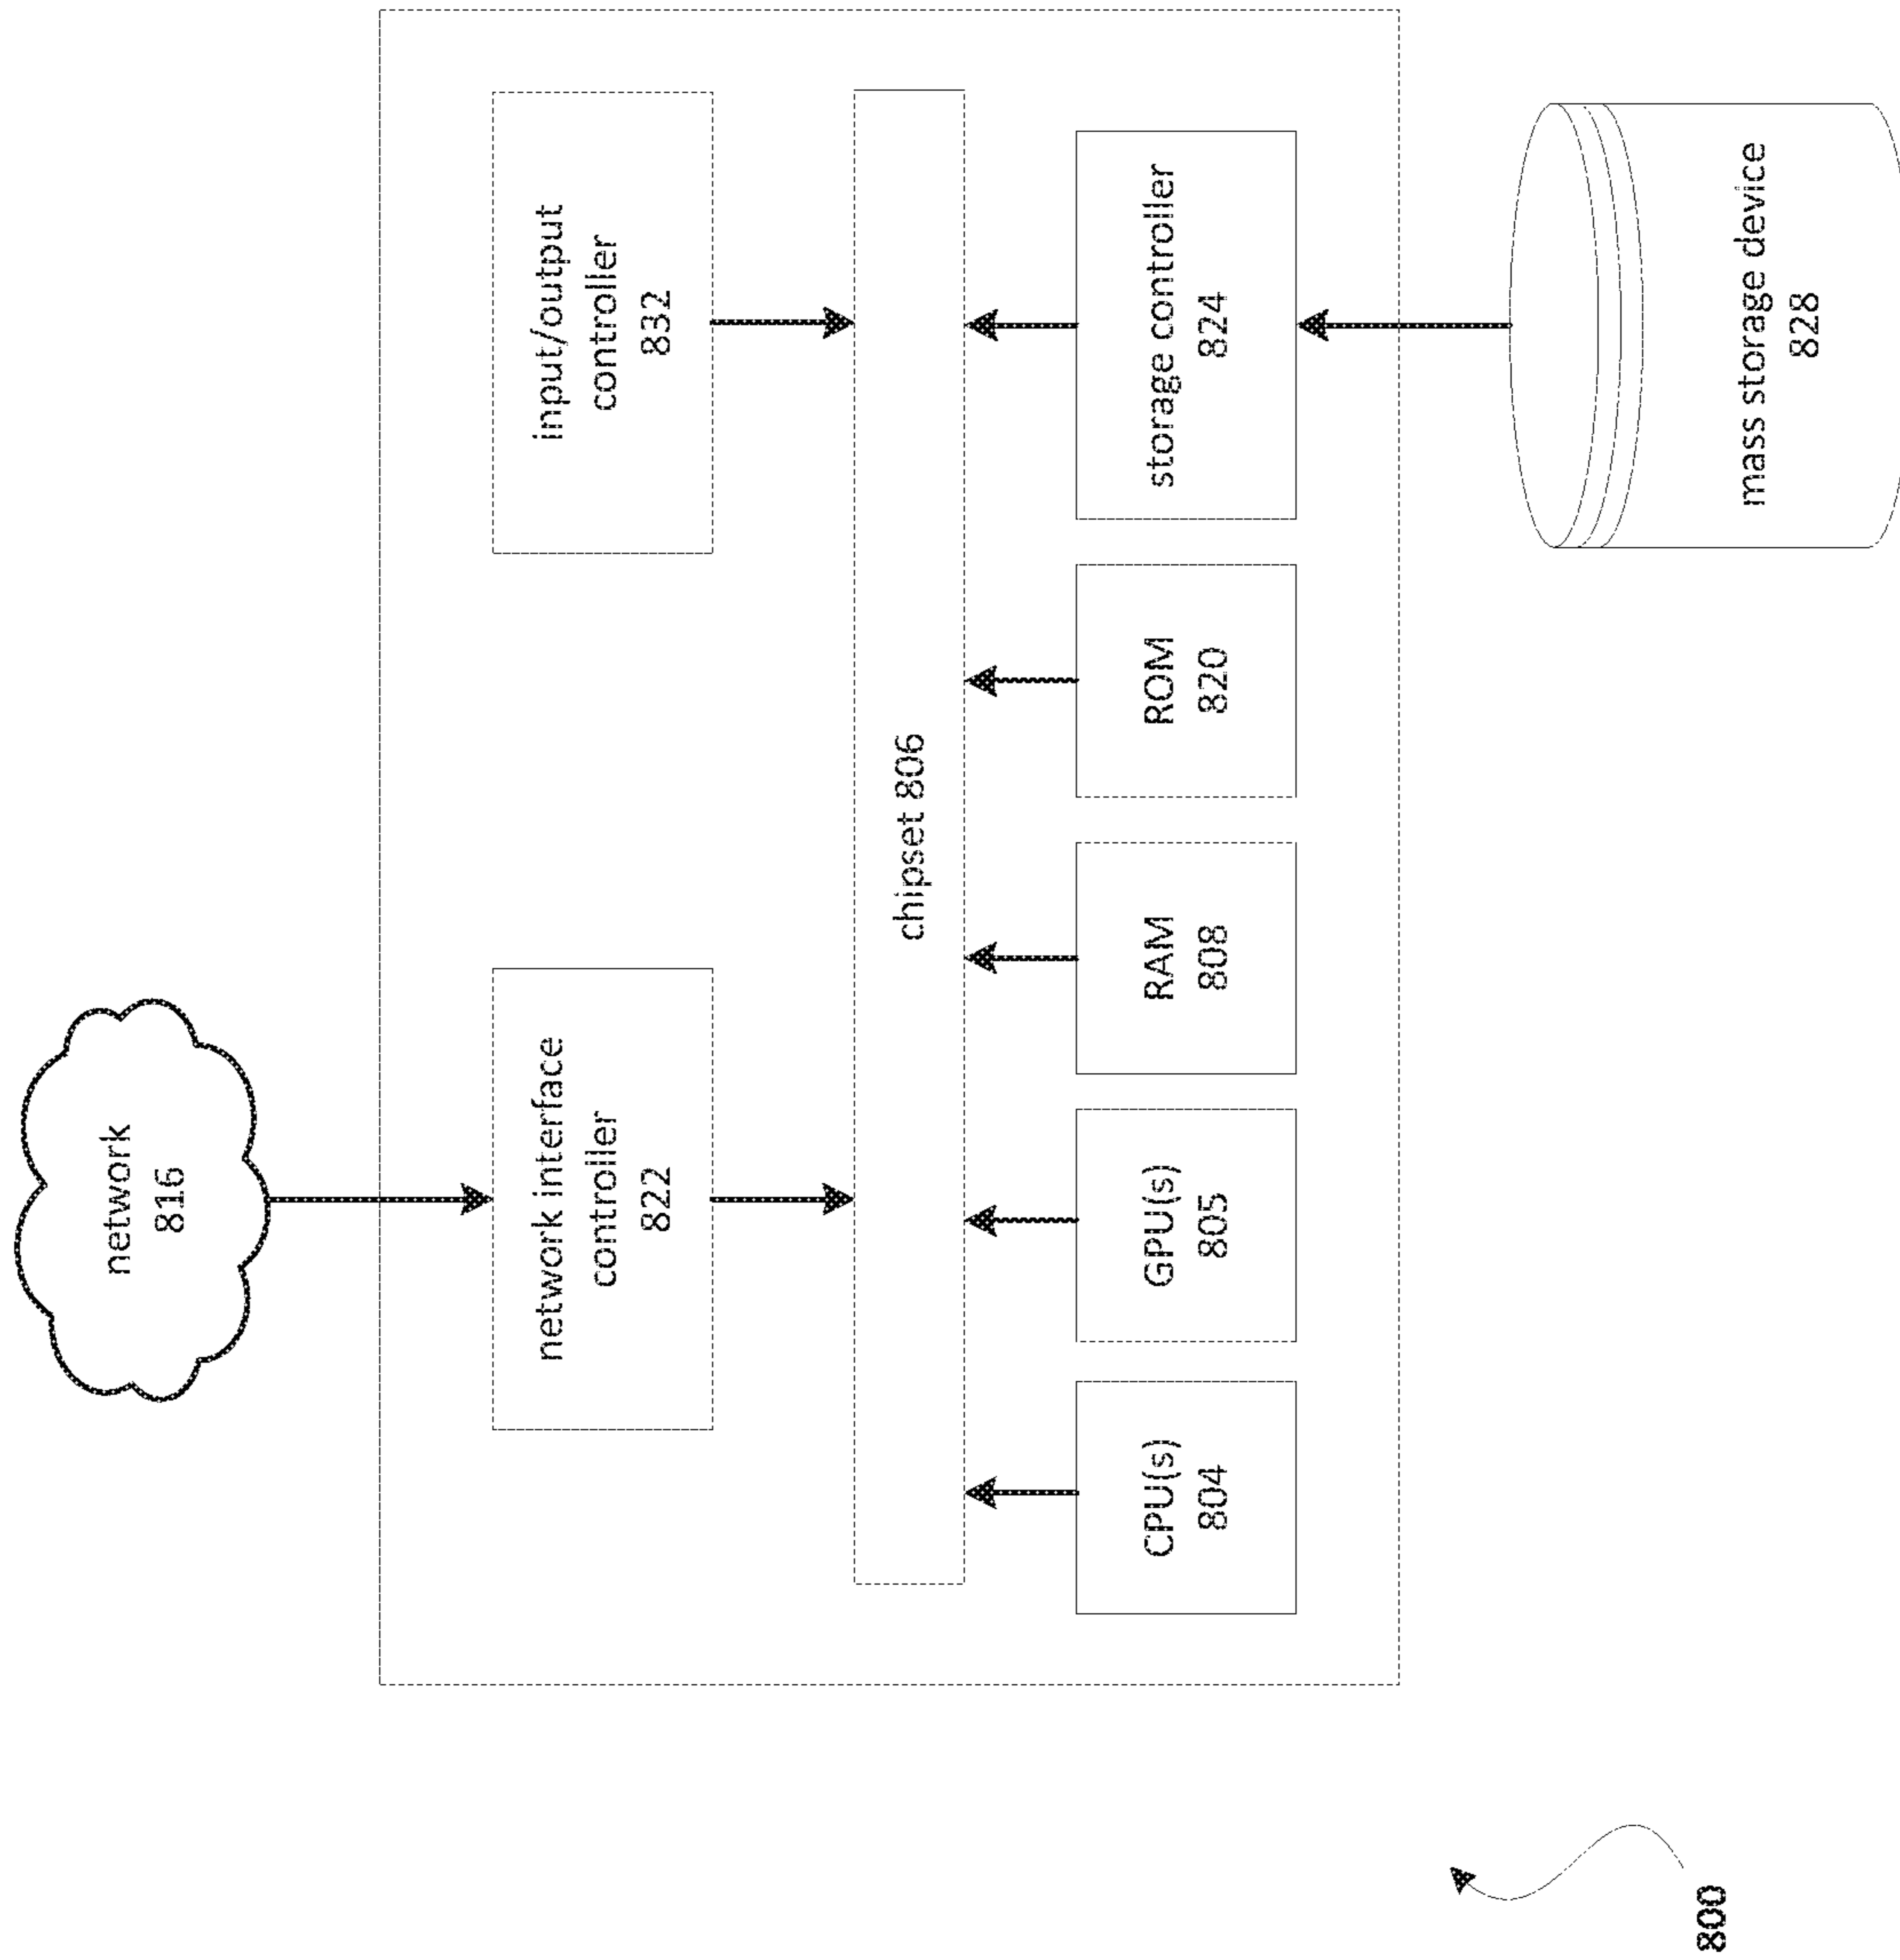 network
816
network interface
controller
822
input/output
controller
832
chipset 806
CPU(s)
804
GPU(s)
805
RAM
808
ROM
820
storage controller
824
mass storage device
828
800